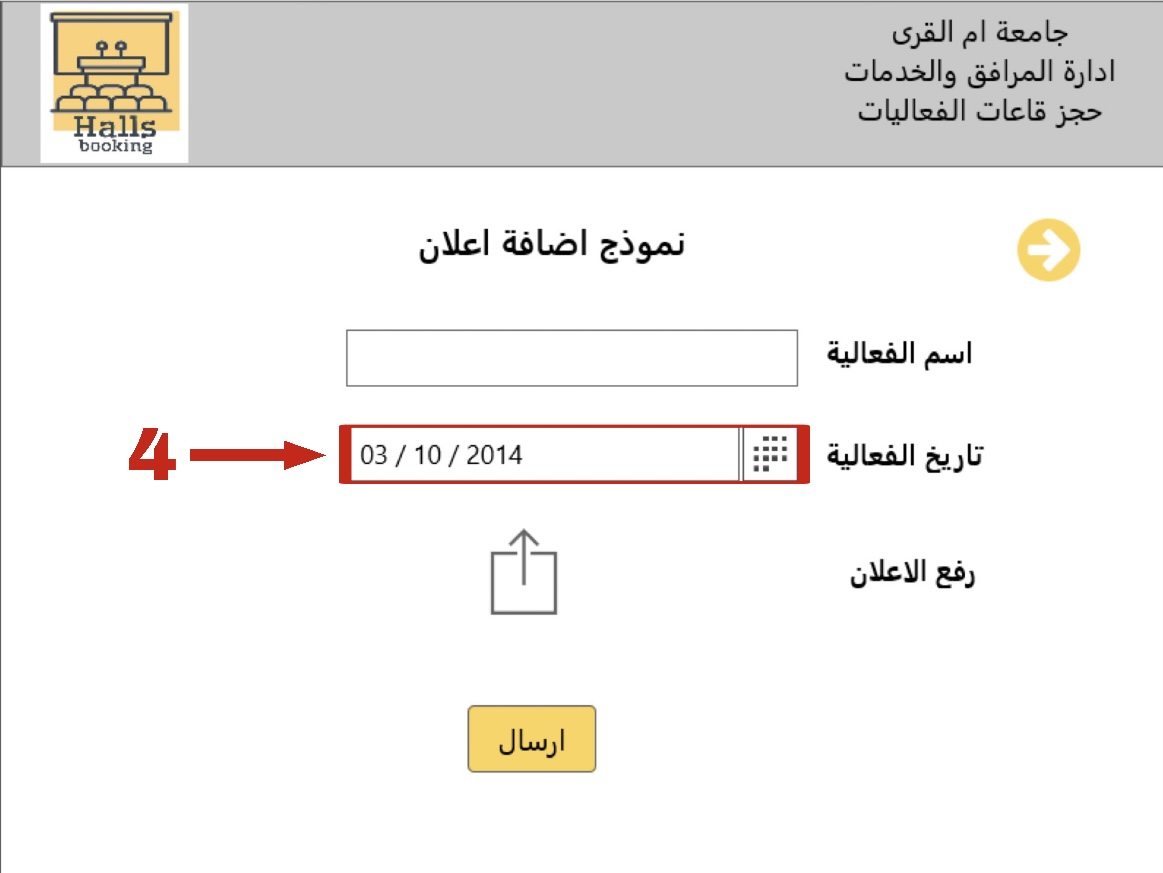 جامعة ام القرى
ادارة المرافق والخدمات
حجز قاعات الفعاليات
Halls
booking
نموذج اضافة اعلان
اسم الفعالية
تاريخ الفعالية
03 / 10 / 2014
4
رفع الاعلان
ارسال